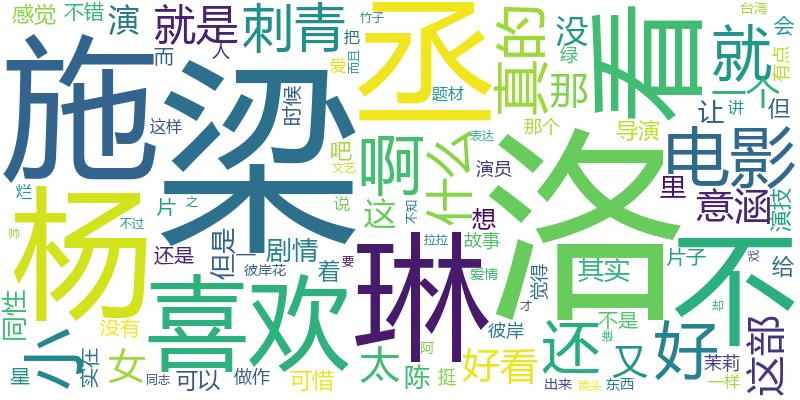 感觉
不错
演
就是
刺青
竹子
把
爱
而且
丞
题材
真的
那
没
绿
看
就
台湾
会
有点
一个
讲
但
让
导演
那个
而
人
这样
时候
施
梁
吧
文艺
啊
什么
表达
演员
洛
电影
里
意涵
演技
烂
片
之
杨
不过
还是
但是
一
剧情
说
这
不知
想
故事
拉拉
琳
不
其实
片子
给
戏
帅
彼岸花
着
要
爱情
觉得
才
却
喜欢
同性
没有
小
女
实在
星
同志
可以
做作
可惜
太
陈
阿
挺
好看
彼岸
还
不是
又
好
这部
茉莉
一样
出来
镜头
东西